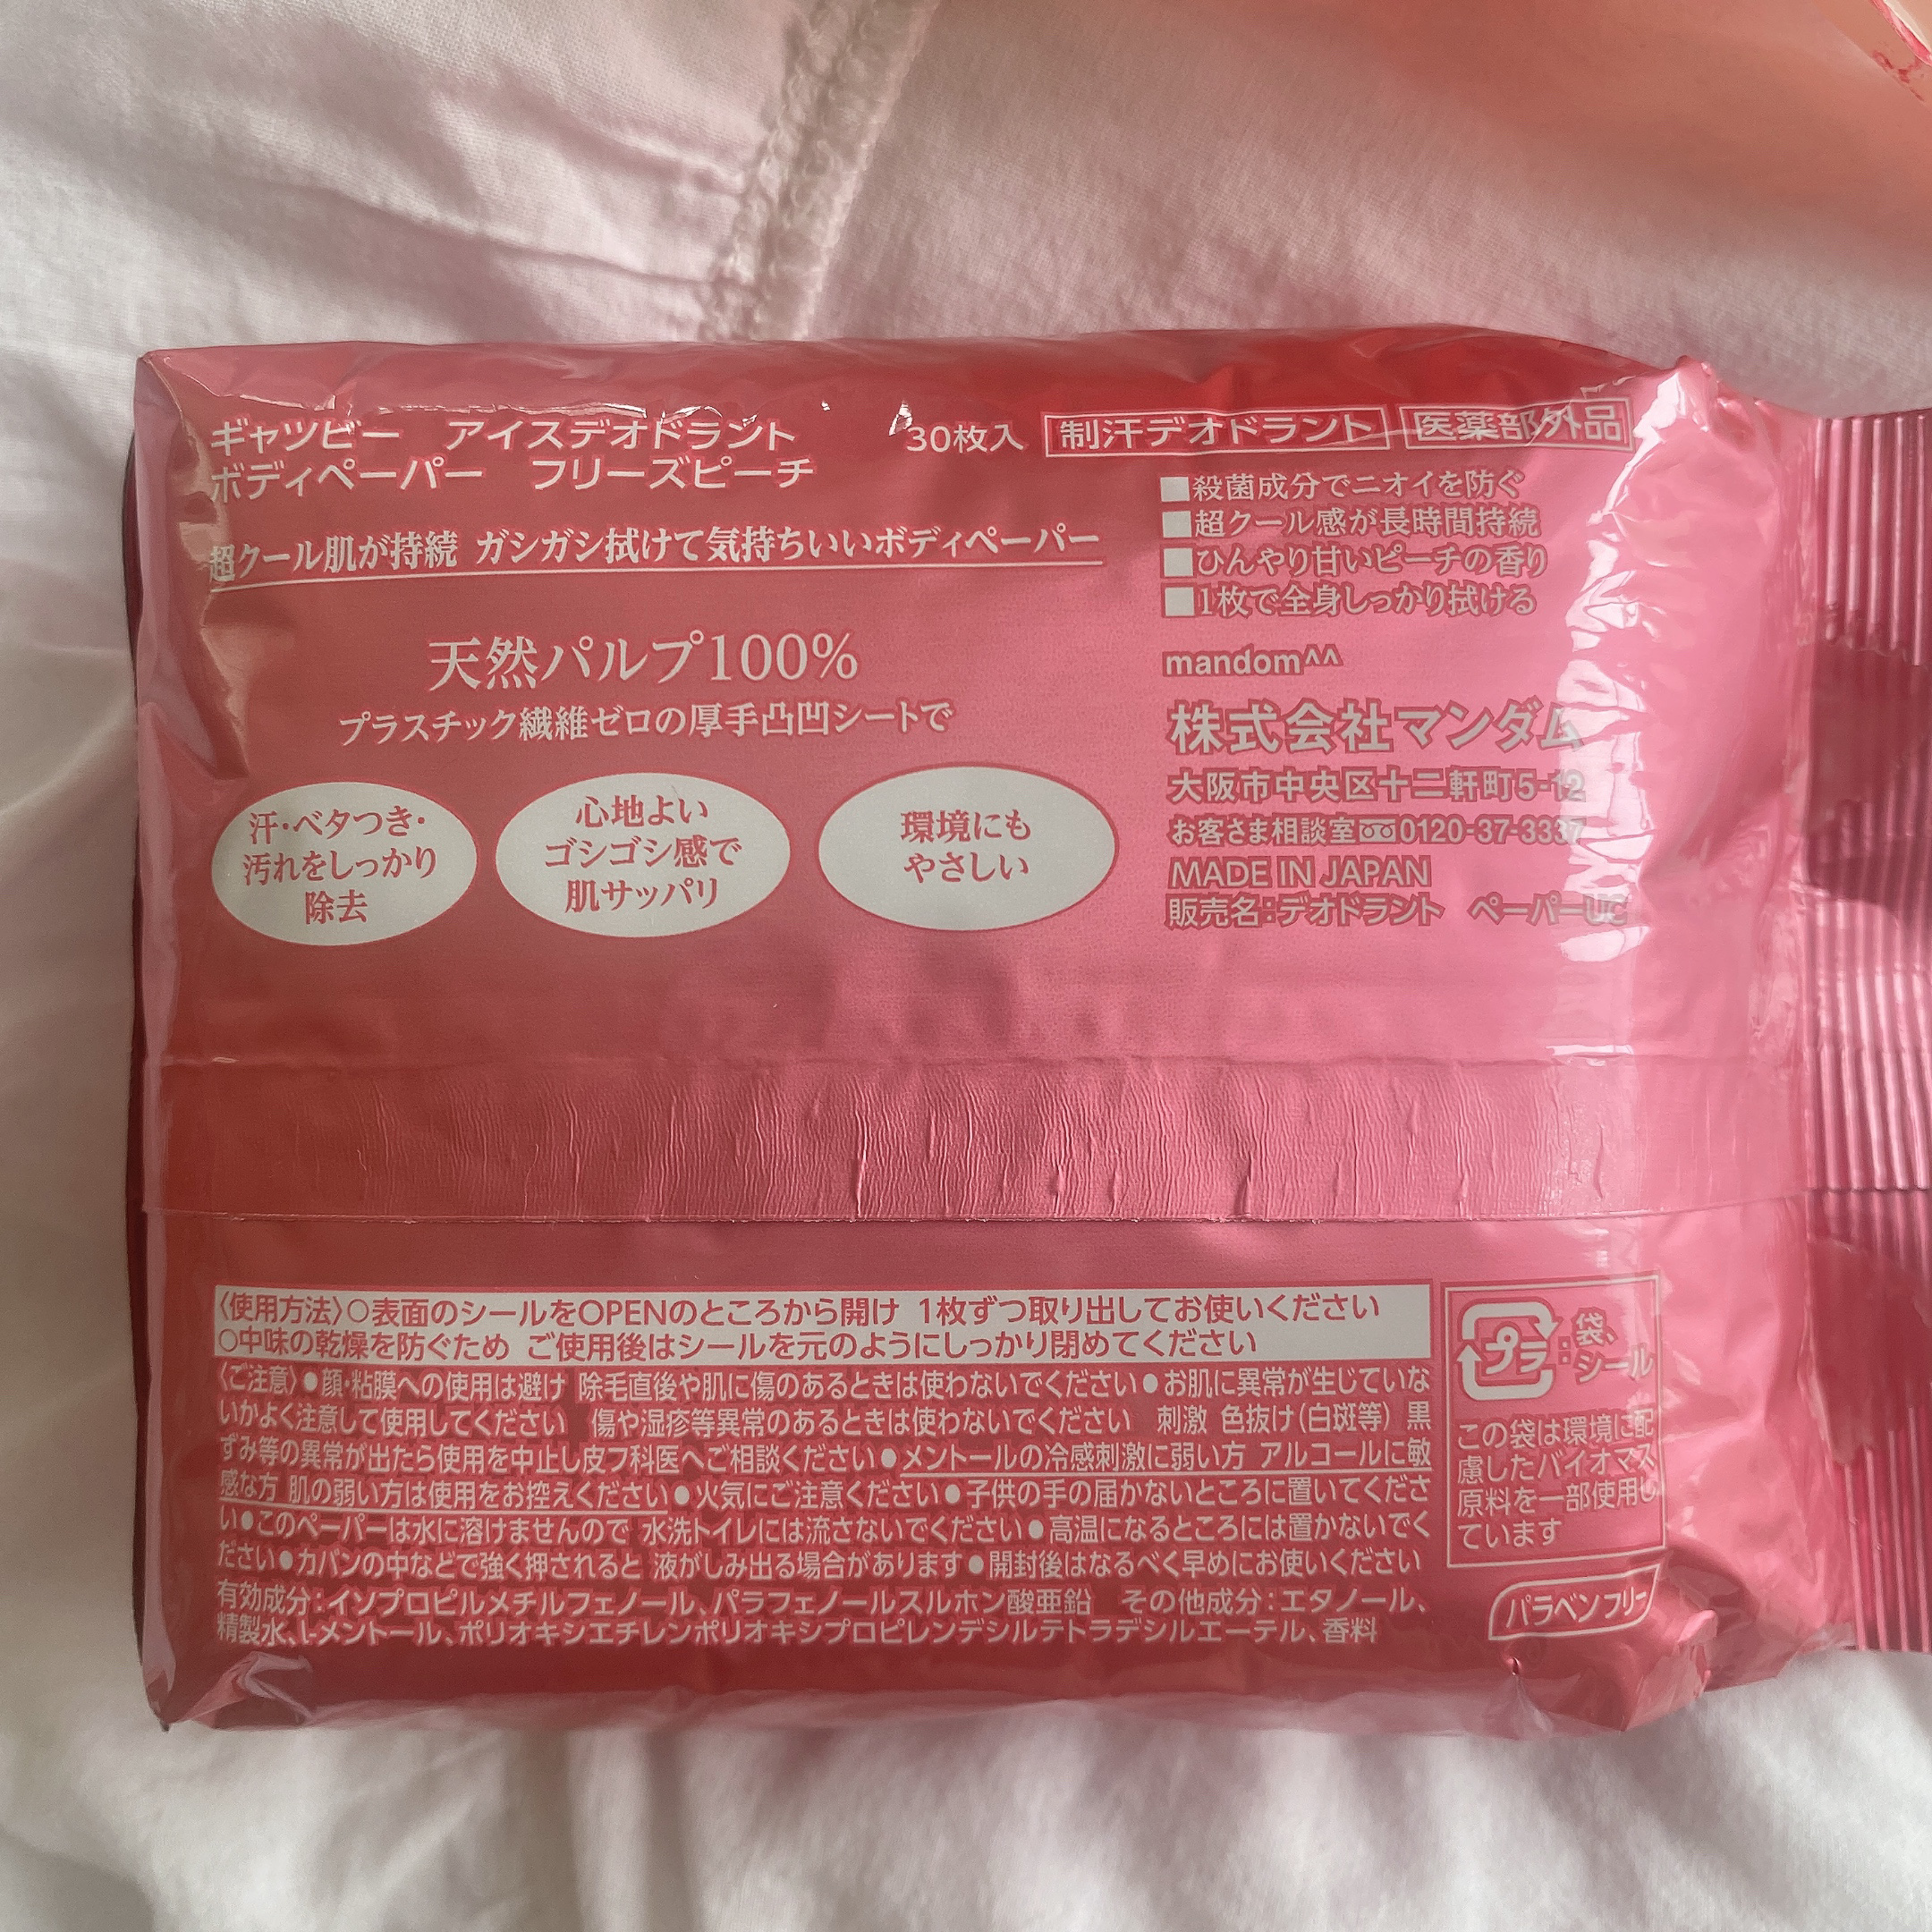 ギャツビー　アイスデオドラント
ボディペーパー　フリーズピーチ
30枚入 制汗デオドラント 医薬部外品
超クール肌が持続 ガシガシ拭けて気持ちいいボディペーパー
■殺菌成分でニオイを防ぐ
■超クール感が長時間持続
■ひんやり甘いピーチの香り
■1枚で全身しっかり拭ける
天然パルプ100%
プラスチック繊維ゼロの厚手凸凹シートで
汗・ベタつき・
汚れをしっかり
除去
心地よい
ゴシゴシ感で
肌サッパリ
環境にも
やさしい
mandom^^
株式会社マンダム
大阪市中央区十二軒町5-12
お客さま相談室 0120-37-3337
MADE IN JAPAN
販売名:デオドラント　ペーパーUC
〈使用方法〉○表面のシールをOPENのところから開け 1枚ずつ取り出してお使いください
○中味の乾燥を防ぐため ご使用後はシールを元のようにしっかり閉めてください
〈ご注意〉●顔・粘膜への使用は避け 除毛直後や肌に傷のあるときは使わないでください●お肌に異常が生じていな
いかよく注意して使用してください　傷や湿疹等異常のあるときは使わないでください　刺激 色抜け(白斑等) 黒
ずみ等の異常が出たら使用を中止し皮フ科医へご相談ください●メントールの冷感刺激に弱い方 アルコールに敏
感な方 肌の弱い方は使用をお控えください●火気にご注意ください●子供の手の届かないところに置いてくださ
い●このペーパーは水に溶けませんので 水洗トイレには流さないでください●高温になるところには置かないでく
ださい●カバンの中などで強く押されると 液がしみ出る場合があります●開封後はなるべく早めにお使いください
有効成分:イソプロピルメチルフェノール、パラフェノールスルホン酸亜鉛　その他成分:エタノール、
精製水、l-メントール、ポリオキシエチレンポリオキシプロピレンデシルテトラデシルエーテル、香料
プラ:袋、
シール
この袋は環境に配
慮したバイオマス
原料を一部使用し
ています
パラベンフリー